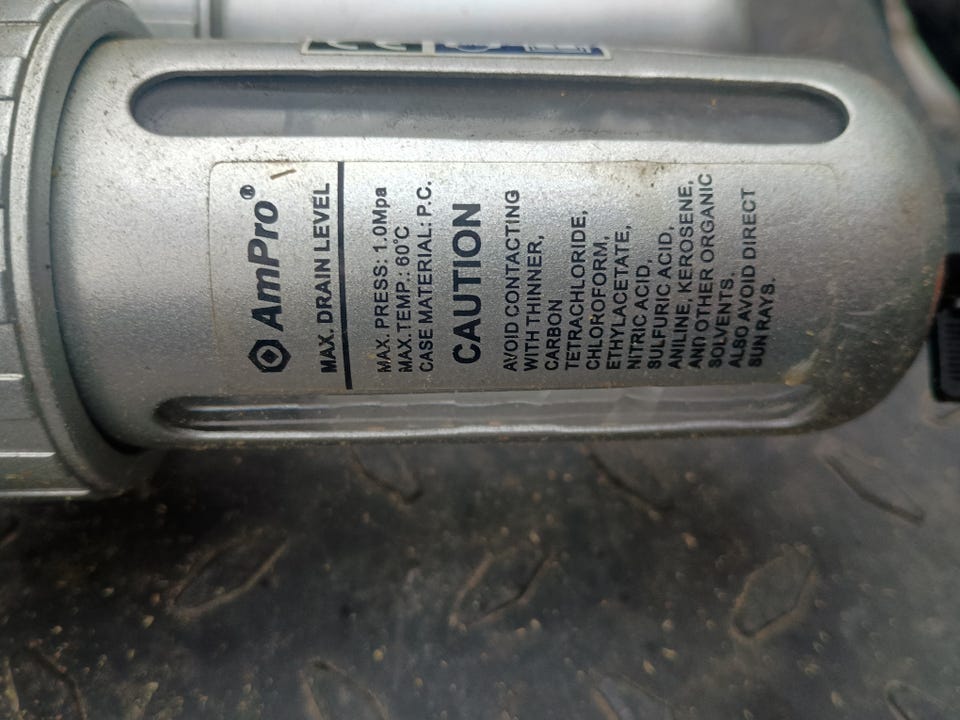 AmPro®
MAX. DRAIN LEVEL
MAX. PRESS: 1.0Mpa
MAX. TEMP.: 60°C
CASE MATERIAL: P.C.
CAUTION
AVOID CONTACTING
WITH THINNER,
CARBON
TETRACHLORIDE,
CHLOROFORM,
ETHYLACETATE,
NITRIC ACID,
SULFURIC ACID,
ANILINE, KEROSENE,
AND OTHER ORGANIC
SOLVENTS.
ALSO AVOID DIRECT
SUN RAYS.